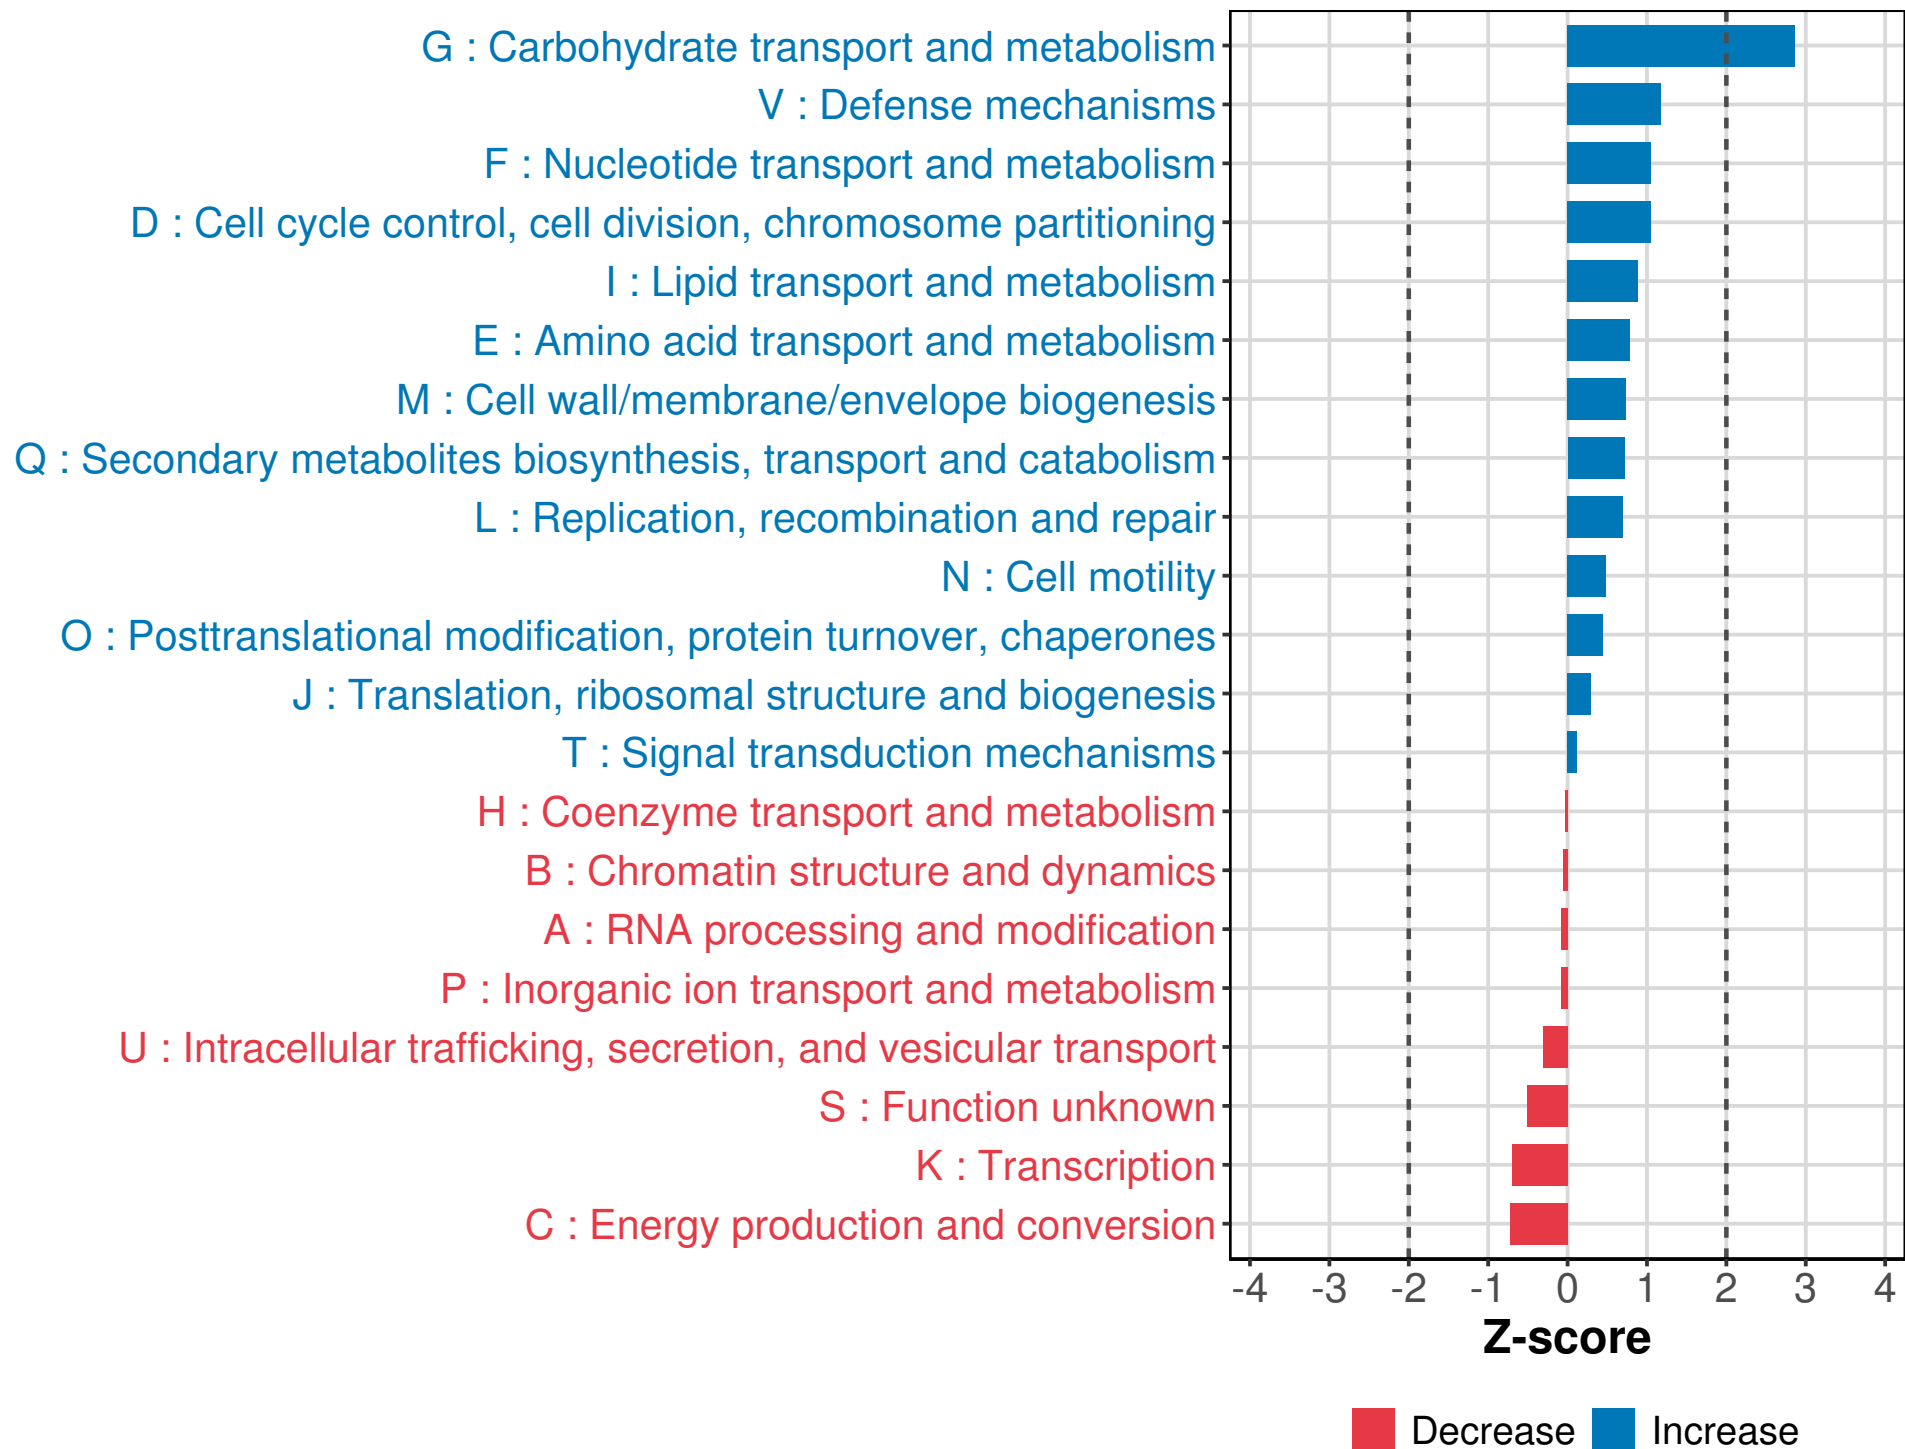 G : Carbohydrate transport and metabolism
V : Defense mechanisms
F : Nucleotide transport and metabolism
D : Cell cycle control, cell division, chromosome partitioning
I : Lipid transport and metabolism
E : Amino acid transport and metabolism
M : Cell wall/membrane/envelope biogenesis
Q : Secondary metabolites biosynthesis, transport and catabolism
L : Replication, recombination and repair
N : Cell motility
O : Posttranslational modification, protein turnover, chaperones
J : Translation, ribosomal structure and biogenesis
T : Signal transduction mechanisms
H : Coenzyme transport and metabolism
B : Chromatin structure and dynamics
A : RNA processing and modification
P : Inorganic ion transport and metabolism
U : Intracellular trafficking, secretion, and vesicular transport
S : Function unknown
K : Transcription
C : Energy production and conversion
-4 -3 -2 -1 0 1 2 3 4
Z-score
Decrease Increase